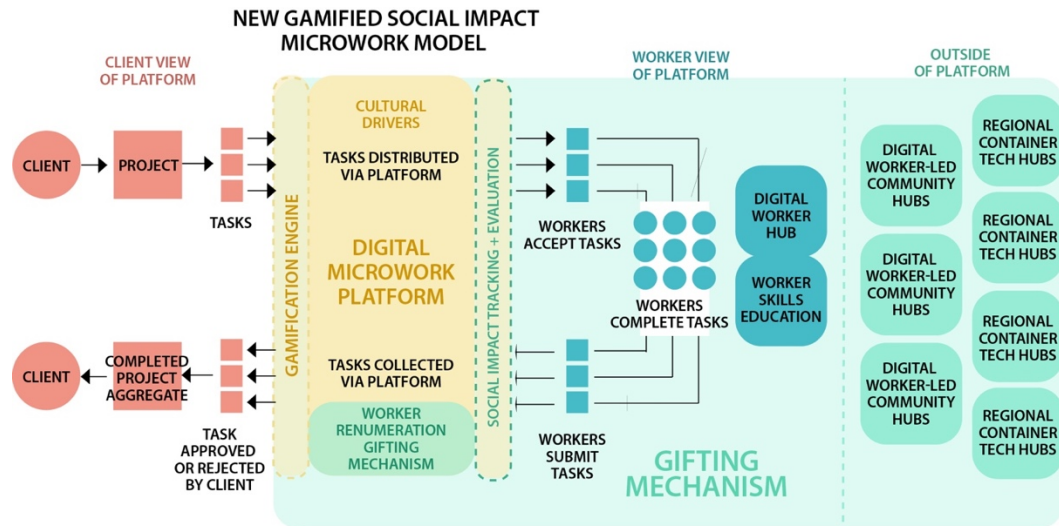 NEW GAMIFIED SOCIAL IMPACT
MICROWORK MODEL
CLIENT VIEW
OF PLATFORM
WORKER VIEW
OF PLATFORM
OUTSIDE
OF PLATFORM
CLIENT
PROJECT
TASKS
GAMIFICATION ENGINE
CULTURAL
DRIVERS
TASKS DISTRIBUTED
VIA PLATFORM
DIGITAL
MICROWORK
PLATFORM
TASKS COLLECTED
VIA PLATFORM
WORKER
RENUMERATION
GIFTING
MECHANISM
SOCIAL IMPACT TRACKING + EVALUATION
WORKERS
ACCEPT TASKS
WORKERS
COMPLETE TASKS
DIGITAL
WORKER
HUB
WORKER
SKILLS
EDUCATION
WORKERS
SUBMIT
TASKS
GIFTING
MECHANISM
CLIENT
COMPLETED
PROJECT
AGGREGATE
TASK
APPROVED
OR REJECTED
BY CLIENT
DIGITAL
WORKER-LED
COMMUNITY
HUBS
DIGITAL
WORKER-LED
COMMUNITY
HUBS
DIGITAL
WORKER-LED
COMMUNITY
HUBS
REGIONAL
CONTAINER
TECH HUBS
REGIONAL
CONTAINER
TECH HUBS
REGIONAL
CONTAINER
TECH HUBS
REGIONAL
CONTAINER
TECH HUBS